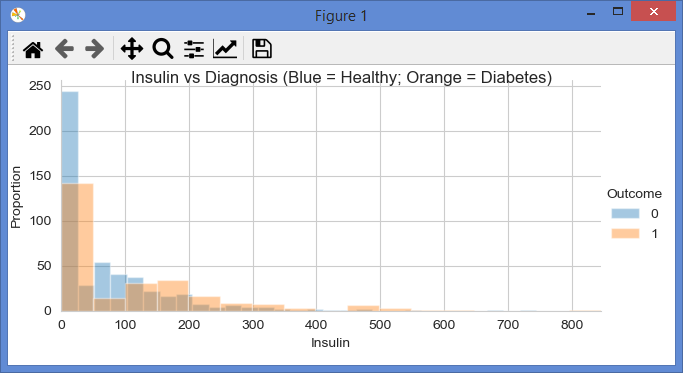 Figure 1
Insulin vs Diagnosis (Blue = Healthy; Orange = Diabetes)
250
200
150
100
50
0
Proportion
0 100 200 300 400 500 600 700 800
Insulin
Outcome
0
1